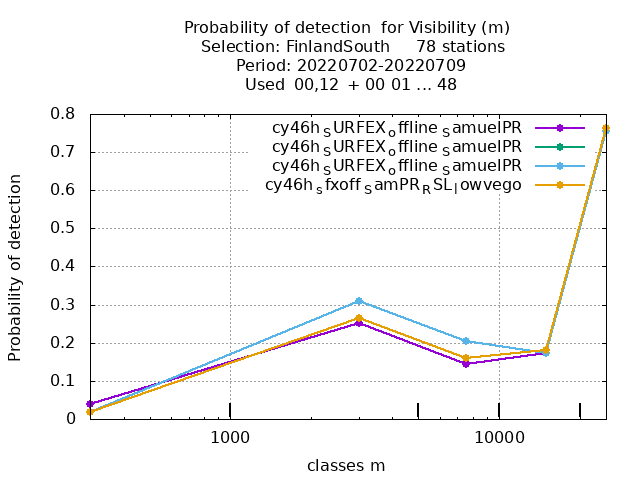 Probability of detection for Visibility (m)
Selection: FinlandSouth 78 stations
Period: 20220702-20220709
Used 00,12 + 00 01 ... 48
cy46h_SURFEX_offline_SamuelPR
cy46h_SURFEX_offline_SamuelPR
cy46h_SURFEX_offline_SamuelPR
cy46h_sfxoff_SamPR_RSL_lowvego
Probability of detection
0.8
0.7
0.6
0.5
0.4
0.3
0.2
0.1
0
1000 10000
classes m